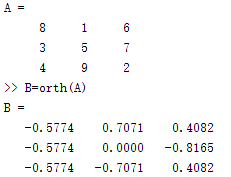 A =
8 1 6
3 5 7
4 9 2
>> B=orth(A)
B =
-0.5774 0.7071 0.4082
-0.5774 0.0000 -0.8165
-0.5774 -0.7071 0.4082